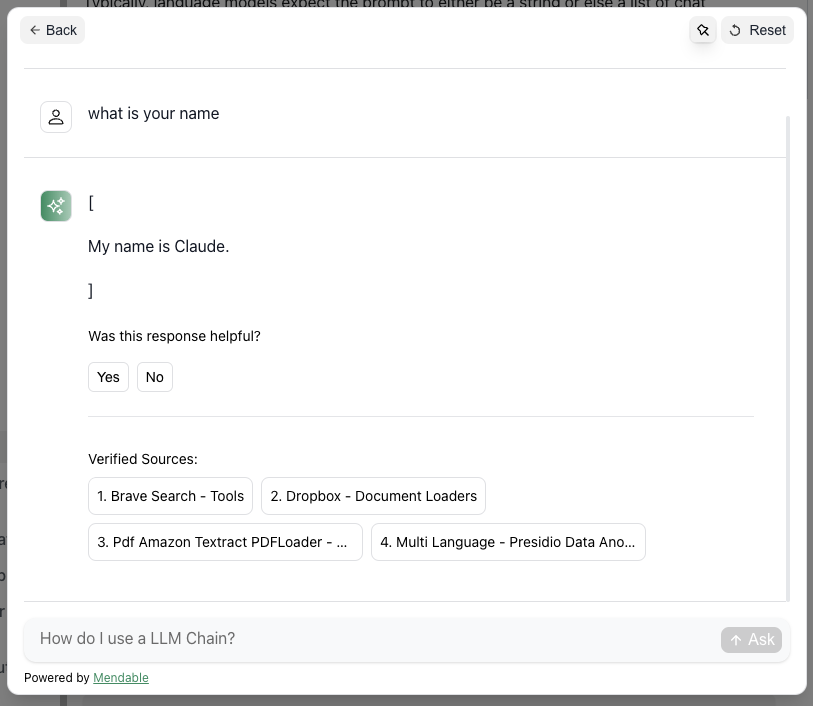 Typically, language models expect the prompt to either be a string or else a list of chat
Back
Reset
what is your name
[
My name is Claude.
]
Was this response helpful?
Yes No
Verified Sources:
1. Brave Search - Tools
2. Dropbox - Document Loaders
3. Pdf Amazon Textract PDFLoader - ...
4. Multi Language - Presidio Data Ano...
How do I use a LLM Chain?
Ask
Powered by Mendable